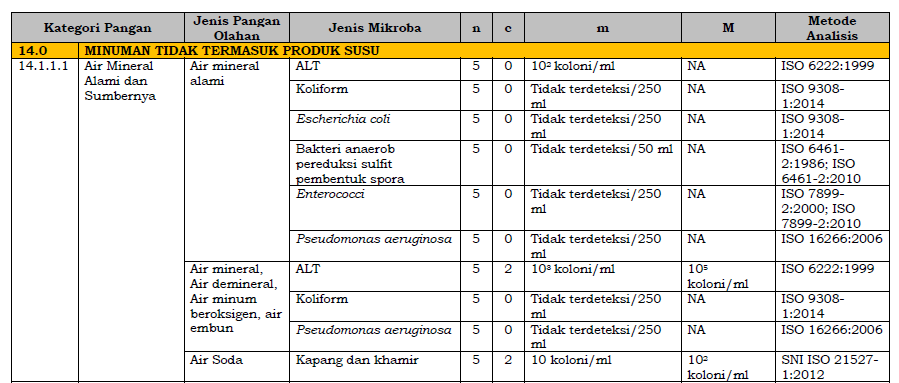 Kategori Pangan Jenis Pangan Olahan Jenis Mikroba n c m M Metode Analisis
14.0 MINUMAN TIDAK TERMASUK PRODUK SUSU
14.1.1.1 Air Mineral Alami dan Sumbernya Air mineral alami ALT 5 0 10² koloni/ml NA ISO 6222:1999
Koliform 5 0 Tidak terdeteksi/250 ml NA ISO 9308-1:2014
Escherichia coli 5 0 Tidak terdeteksi/250 ml NA ISO 9308-1:2014
Bakteri anaerob pereduksi sulfit pembentuk spora 5 0 Tidak terdeteksi/50 ml NA ISO 6461-2:1986; ISO 6461-2:2010
Enterococci 5 0 Tidak terdeteksi/250 ml NA ISO 7899-2:2000; ISO 7899-2:2010
Pseudomonas aeruginosa 5 0 Tidak terdeteksi/250 ml NA ISO 16266:2006
Air mineral, Air demineral, Air minum beroksigen, air embun ALT 5 2 10³ koloni/ml 10⁵ koloni/ml ISO 6222:1999
Koliform 5 0 Tidak terdeteksi/250 ml NA ISO 9308-1:2014
Pseudomonas aeruginosa 5 0 Tidak terdeteksi/250 ml NA ISO 16266:2006
Air Soda Kapang dan khamir 5 2 10 koloni/ml 10² koloni/ml SNI ISO 21527-1:2012